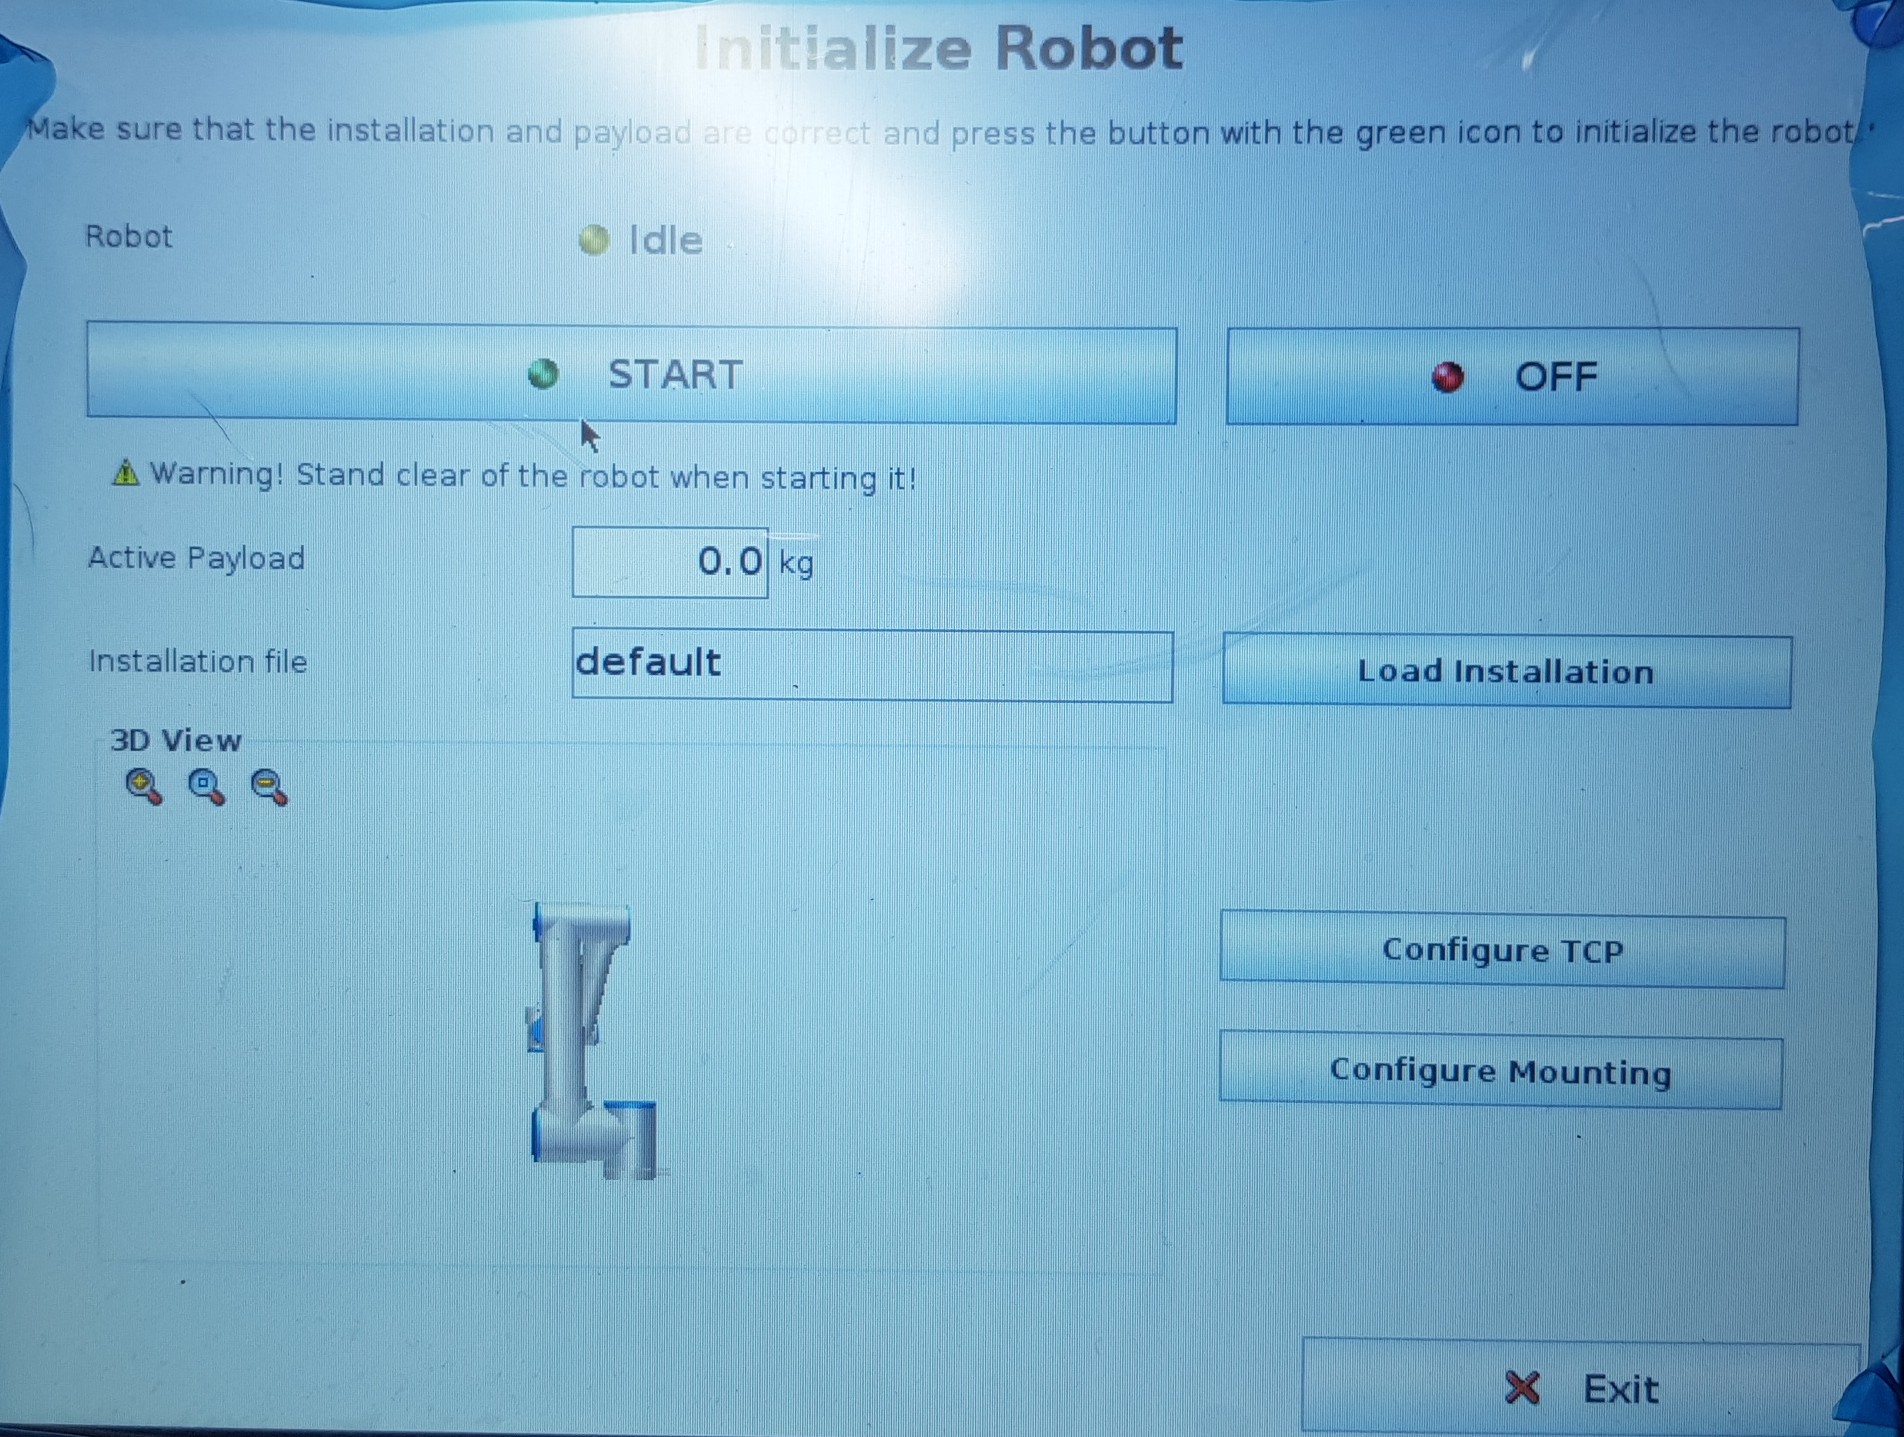 Initialize Robot
Make sure that the installation and payload are correct and press the button with the green icon to initialize the robot.
Robot
Idle
START
OFF
Warning! Stand clear of the robot when starting it!
Active Payload
0.0 kg
Installation file
default
Load Installation
3D View
Configure TCP
Configure Mounting
Exit